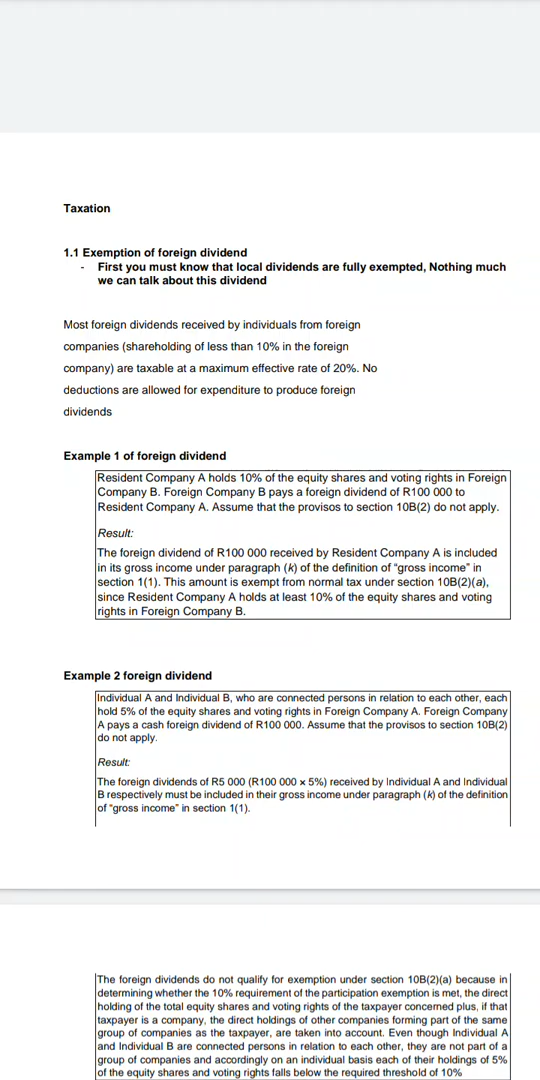 Taxation
1.1 Exemption of foreign dividend
- First you must know that local dividends are fully exempted, Nothing much
we can talk about this dividend
Most foreign dividends received by individuals from foreign
companies (shareholding of less than 10% in the foreign
company) are taxable at a maximum effective rate of 20%. No
deductions are allowed for expenditure to produce foreign
dividends
Example 1 of foreign dividend
Resident Company A holds 10% of the equity shares and voting rights in Foreign
Company B. Foreign Company B pays a foreign dividend of R100 000 to
Resident Company A. Assume that the provisos to section 10B(2) do not apply.
Result:
The foreign dividend of R100 000 received by Resident Company A is included
in its gross income under paragraph (k) of the definition of “gross income” in
section 1(1). This amount is exempt from normal tax under section 10B(2)(a),
since Resident Company A holds at least 10% of the equity shares and voting
rights in Foreign Company B.
Example 2 foreign dividend
Individual A and Individual B, who are connected persons in relation to each other, each
hold 5% of the equity shares and voting rights in Foreign Company A. Foreign Company
A pays a cash foreign dividend of R100 000. Assume that the provisos to section 10B(2)
do not apply.
Result:
The foreign dividends of R5 000 (R100 000 × 5%) received by Individual A and Individual
B respectively must be included in their gross income under paragraph (k) of the definition
of “gross income” in section 1(1).
The foreign dividends do not qualify for exemption under section 10B(2)(a) because in
determining whether the 10% requirement of the participation exemption is met, the direct
holding of the total equity shares and voting rights of the taxpayer concerned plus, if that
taxpayer is a company, the direct holdings of other companies forming part of the same
group of companies as the taxpayer, are taken into account. Even though Individual A
and Individual B are connected persons in relation to each other, they are not part of a
group of companies and accordingly on an individual basis each of their holdings of 5%
of the equity shares and voting rights falls below the required threshold of 10%